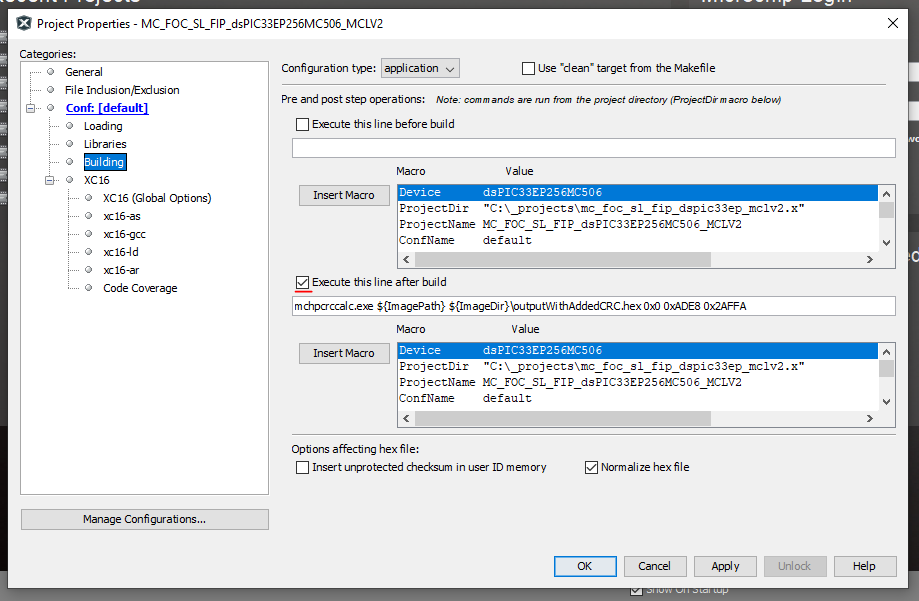 Project Properties - MC_FOC_SL_FIP_dsPIC33EP256MC506_MCLV2
Categories:
General
File Inclusion/Exclusion
Conf: [default]
Loading
Libraries
Building
XC16
XC16 (Global Options)
xc16-as
xc16-gcc
xc16-ld
xc16-ar
Code Coverage
Manage Configurations...
Configuration type: application Use "clean" target from the Makefile
Pre and post step operations: Note: commands are run from the project directory (ProjectDir macro below)
Execute this line before build
Macro Value
Insert Macro
Device dsPIC33EP256MC506
ProjectDir "C:\_projects\mc_foc_sl_fip_dspic33ep_mclv2.x"
ProjectName MC_FOC_SL_FIP_dsPIC33EP256MC506_MCLV2
ConfName default
Execute this line after build
mchpcrccalc.exe ${ImagePath} ${ImageDir}\outputWithAddedCRC.hex 0x0 0xADE8 0x2AFFA
Macro Value
Insert Macro
Device dsPIC33EP256MC506
ProjectDir "C:\_projects\mc_foc_sl_fip_dspic33ep_mclv2.x"
ProjectName MC_FOC_SL_FIP_dsPIC33EP256MC506_MCLV2
ConfName default
Options affecting hex file:
Insert unprotected checksum in user ID memory Normalize hex file
OK Cancel Apply Unlock Help
Show On Startup